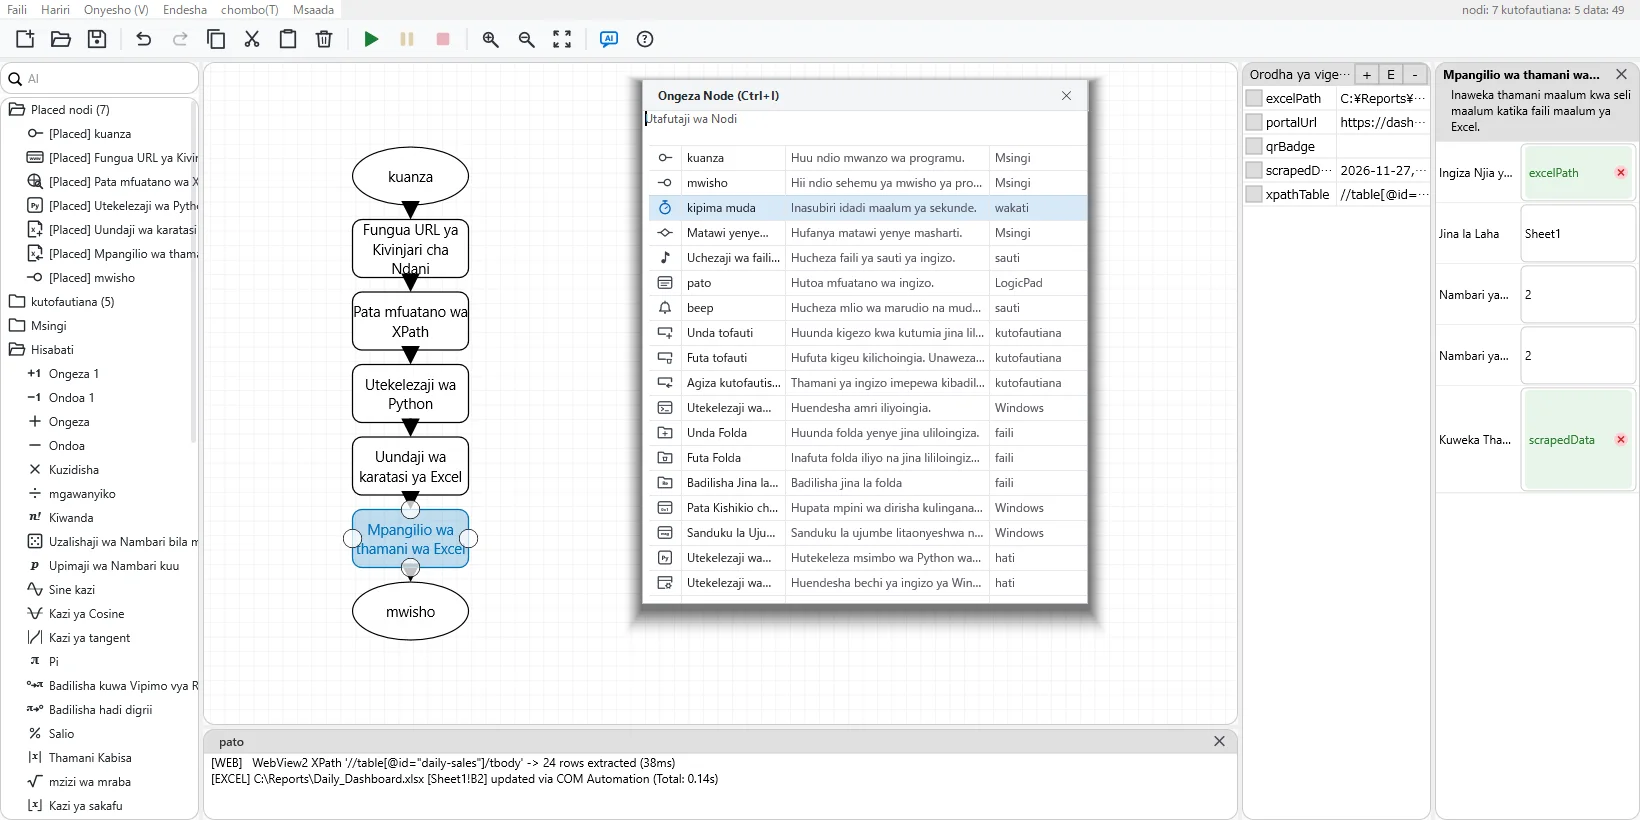 Faili Hariri Onyesho (V) Endesha chombo(T) Msaada
nodi: 7 kutofautiana: 5 data: 49
AI
AI
Placed nodi (7)
[Placed] kuanza
[Placed] Fungua URL ya Kivir
[Placed] Pata mfuatano wa X
[Placed] Utekelezaji wa Pyth
[Placed] Uundaji wa karatasi
[Placed] Mpangilio wa tham
[Placed] mwisho
kutofautiana (5)
Msingi
Hisabati
+1 Ongeza 1
−1 Ondoa 1
+ Ongeza
− Ondoa
× Kuzidisha
÷ mgawanyiko
n! Kiwanda
Uzalishaji wa Nambari bila m
p Upimaji wa Nambari kuu
Sine kazi
Kazi ya Cosine
Kazi ya tangent
π Pi
Badilisha kuwa Vipimo vya R
Badilisha hadi digrii
% Salio
|x| Thamani Kabisa
mzizi wa mraba
Kazi ya sakafu
kuanza
Fungua URL ya
Kivinjari cha
Ndani
Pata mfuatano wa
XPath
Utekelezaji wa
Python
Uundaji wa
karatasi ya Excel
Mpangilio wa
thamani wa Excel
mwisho
Ongeza Node (Ctrl+I)
Utafutaji wa Nodi
kuanza Huu ndio mwanzo wa programu. Msingi
mwisho Hii ndio sehemu ya mwisho ya pro... Msingi
kipima muda Inasubiri idadi maalum ya sekunde. wakati
Matawi yenye... Hufanya matawi yenye masharti. Msingi
Uchezaji wa faili... Hucheza faili ya sauti ya ingizo. sauti
pato Hutoa mfuatano wa ingizo. LogicPad
beep Hucheza mlio wa marudio na mud... sauti
Unda tofauti Huunda kigezo kwa kutumia jina lil... kutofautiana
Futa tofauti Hufuta kigeu kilichoingia. Unaweza... kutofautiana
Agiza kutofautis... Thamani ya ingizo imepewa kibadil... kutofautiana
Utekelezaji wa... Huendesha amri iliyoingia. Windows
Unda Folda Huunda folda yenye jina uliloingiza. faili
Futa Folda Inafuta folda iliyo na jina lililoingiz... faili
Badilisha Jina la... Badilisha jina la folda faili
Pata Kishikio ch... Hupata mpini wa dirisha kulingana... Windows
Sanduku la Uju... Sanduku la ujumbe litaonyeshwa n... Windows
Utekelezaji wa... Hutekeleza msimbo wa Python wa... hati
Utekelezaji wa... Huendesha bechi ya ingizo ya Win... hati
pato
[WEB] WebView2 XPath '//table[@id="daily-sales"]/tbody' -> 24 rows extracted (38ms)
[EXCEL] C:\Reports\Daily_Dashboard.xlsx [Sheet1!B2] updated via COM Automation (Total: 0.14s)
Orodha ya vige··· + E -
excelPath C:¥Reports¥···
portalUrl https://dash···
qrBadge
scrapedD··· 2026-11-27,···
xpathTable //table[@id=···
Mpangilio wa thamani wa...
Inaweka thamani maalum kwa seli
maalum katika faili maalum ya
Excel.
Ingiza Njia y... excelPath
Jina la Laha Sheet1
Nambari ya... 2
Nambari ya... 2
Kuweka Tha... scrapedData